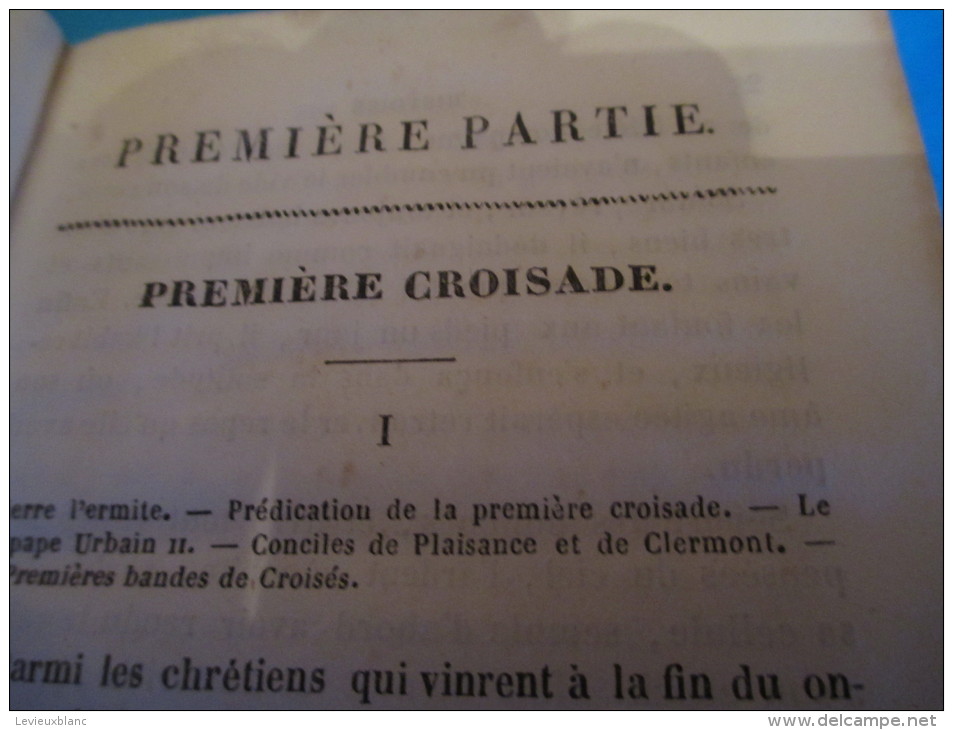 PREMIÈRE PARTIE.
PREMIÈRE CROISADE.
I
erre l'ermite. — Prédication de la première croisade. — Le
pape Urbain II. — Conciles de Plaisance et de Clermont. —
Premières bandes de Croisés.
armi les chrétiens qui vinrent à la fin du on-
Levieuxblanc
www.delcampe.net